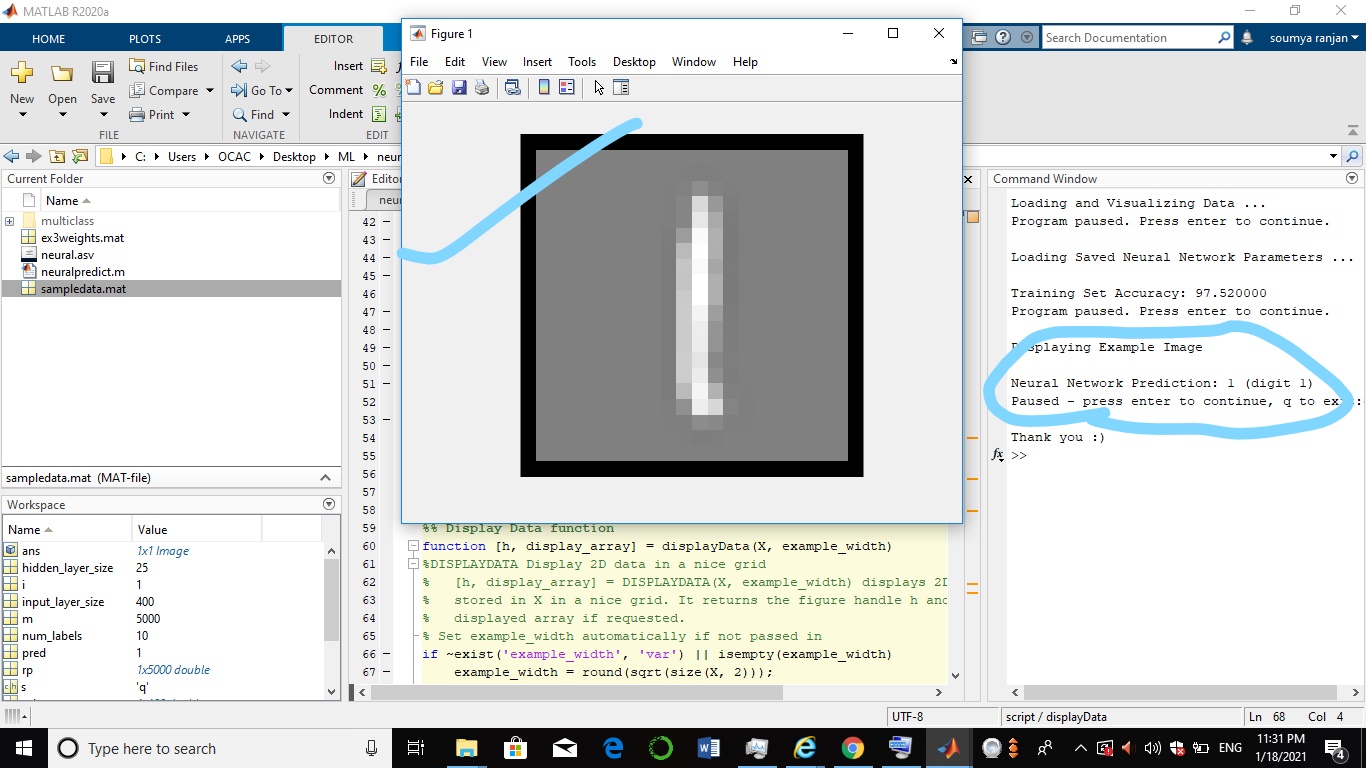 MATLAB R2020a
HOME
PLOTS
APPS
EDITOR
Search Documentation
soumya ranjan
New
Open
Save
Find Files
Compare
Print
FILE
Go To
Find
NAVIGATE
Insert
Comment
Indent
EDIT
C:
Users
OCAC
Desktop
ML
neur
Figure 1
File Edit View Insert Tools Desktop Window Help
Current Folder
Name
multiclass
ex3weights.mat
neural.asv
neuralpredict.m
sampledata.mat
sampledata.mat (MAT-file)
Workspace
Name Value
ans 1x1 Image
hidden_layer_size 25
i 1
input_layer_size 400
m 5000
num_labels 10
pred 1
rp 1x5000 double
s 'q'
Edito
neu
42 -
43 -
44 -
45 -
46 -
47 -
48 -
49 -
50 -
51 -
52 -
53
54
55
56
57
58
59 %% Display Data function
60 function [h, display_array] = displayData(X, example_width)
61 %DISPLAYDATA Display 2D data in a nice grid
62 % [h, display_array] = DISPLAYDATA(X, example_width) displays 2D
63 % stored in X in a nice grid. It returns the figure handle h and
64 % displayed array if requested.
65 % Set example_width automatically if not passed in
66 - if ~exist('example_width', 'var') || isempty(example_width)
67 - example_width = round(sqrt(size(X, 2)));
Command Window
Loading and Visualizing Data ...
Program paused. Press enter to continue.
Loading Saved Neural Network Parameters ...
Training Set Accuracy: 97.520000
Program paused. Press enter to continue.
Displaying Example Image
Neural Network Prediction: 1 (digit 1)
Paused - press enter to continue, q to exit:
Thank you :)
fx >>
UTF-8
script / displayData
Ln 68 Col 4
Type here to search
ENG
11:31 PM
1/18/2021
4